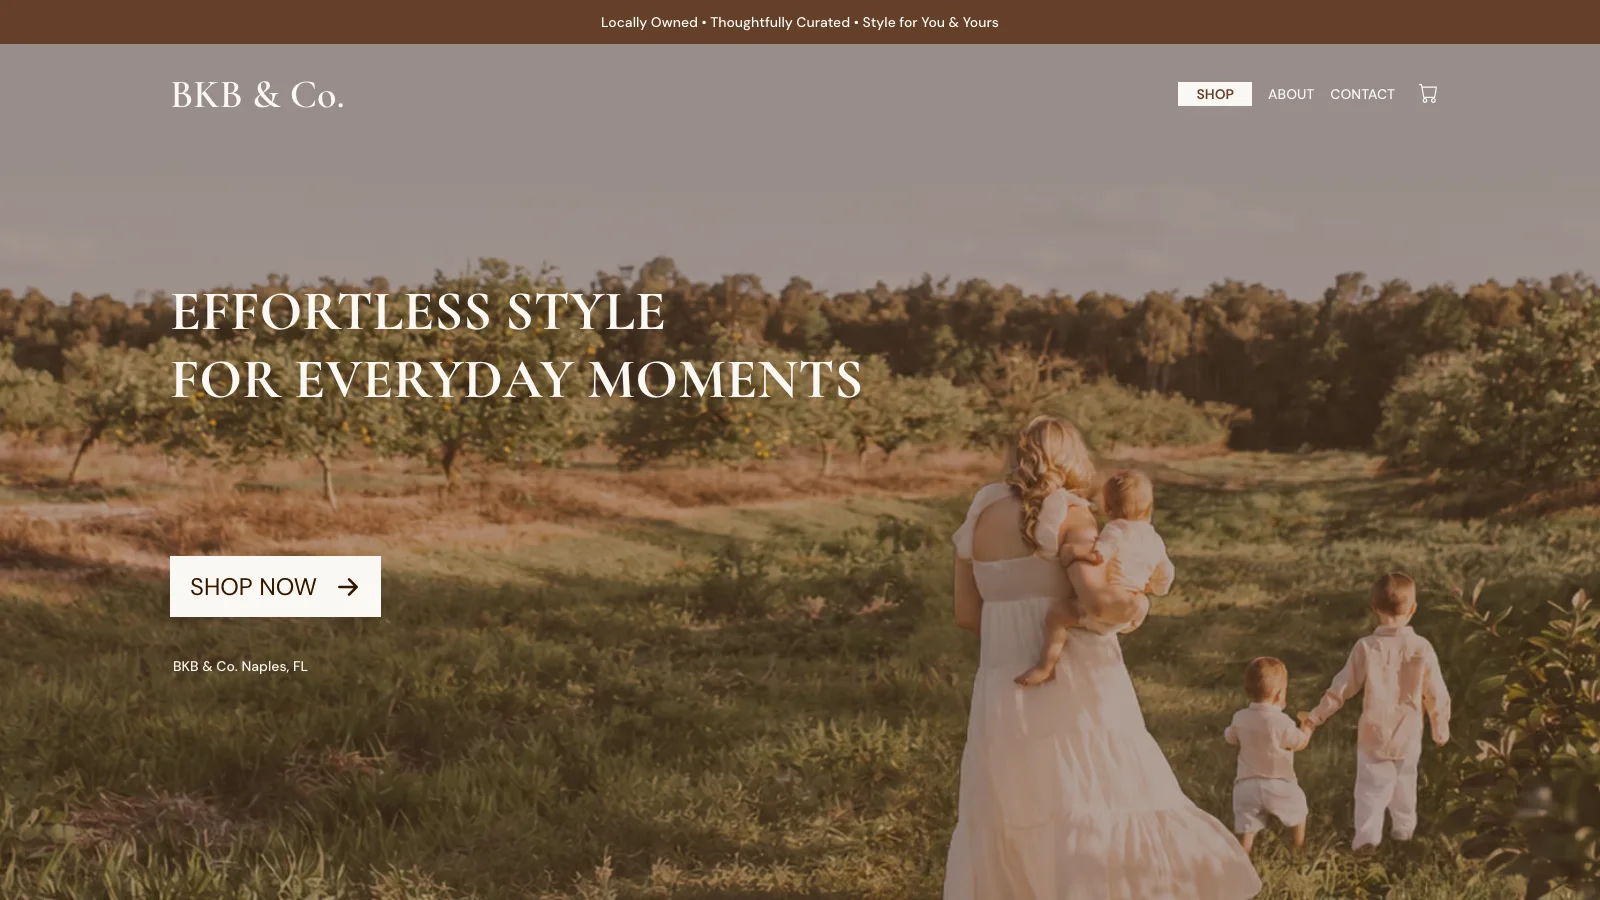 Locally Owned • Thoughtfully Curated • Style for You & Yours
BKB & Co.
SHOP
ABOUT
CONTACT
EFFORTLESS STYLE
FOR EVERYDAY MOMENTS
SHOP NOW →
BKB & Co. Naples, FL